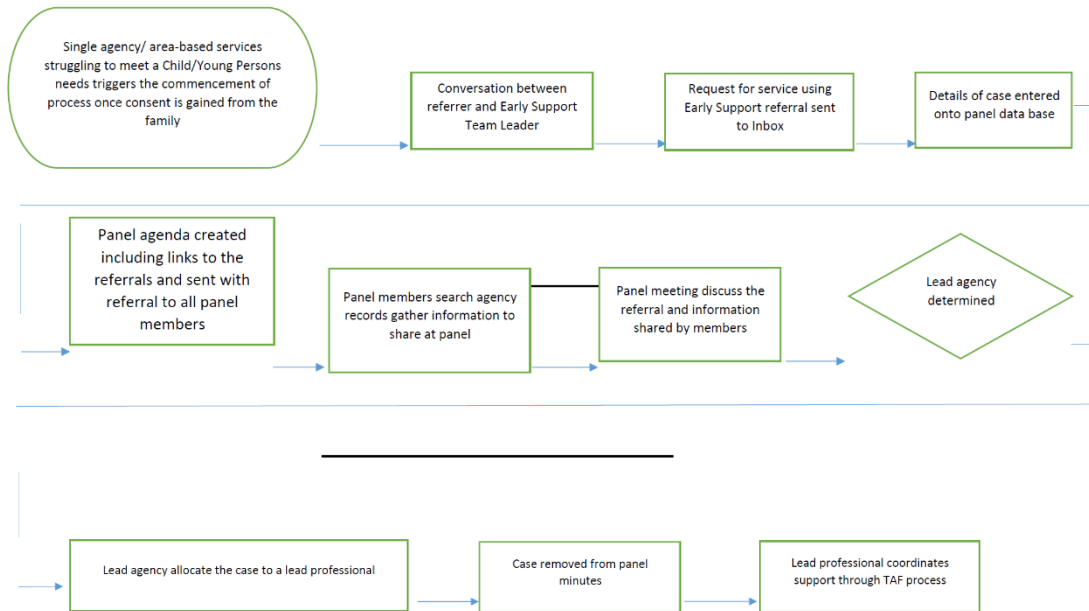 Single agency/ area-based services
struggling to meet a Child/Young Persons
needs triggers the commencement of
process once consent is gained from the
family
Conversation between
referrer and Early Support
Team Leader
Request for service using
Early Support referral sent
to Inbox
Details of case entered
onto panel data base
Panel agenda created
including links to the
referrals and sent with
referral to all panel
members
Panel members search agency
records gather information to
share at panel
Panel meeting discuss the
referral and information
shared by members
Lead agency
determined
Lead agency allocate the case to a lead professional
Case removed from panel
minutes
Lead professional coordinates
support through TAF process